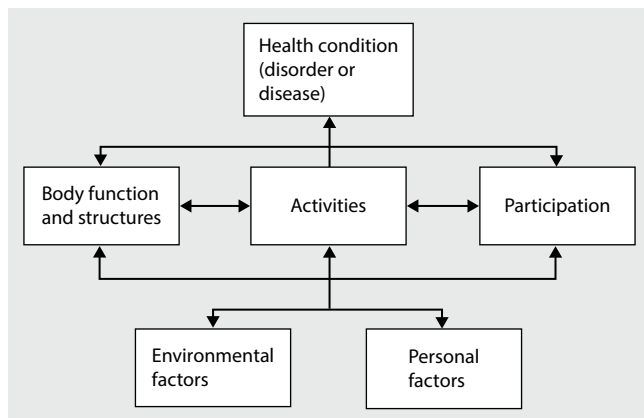 Health condition
(disorder or
disease)
Body function
and structures
Activities
Participation
Environmental
factors
Personal
factors